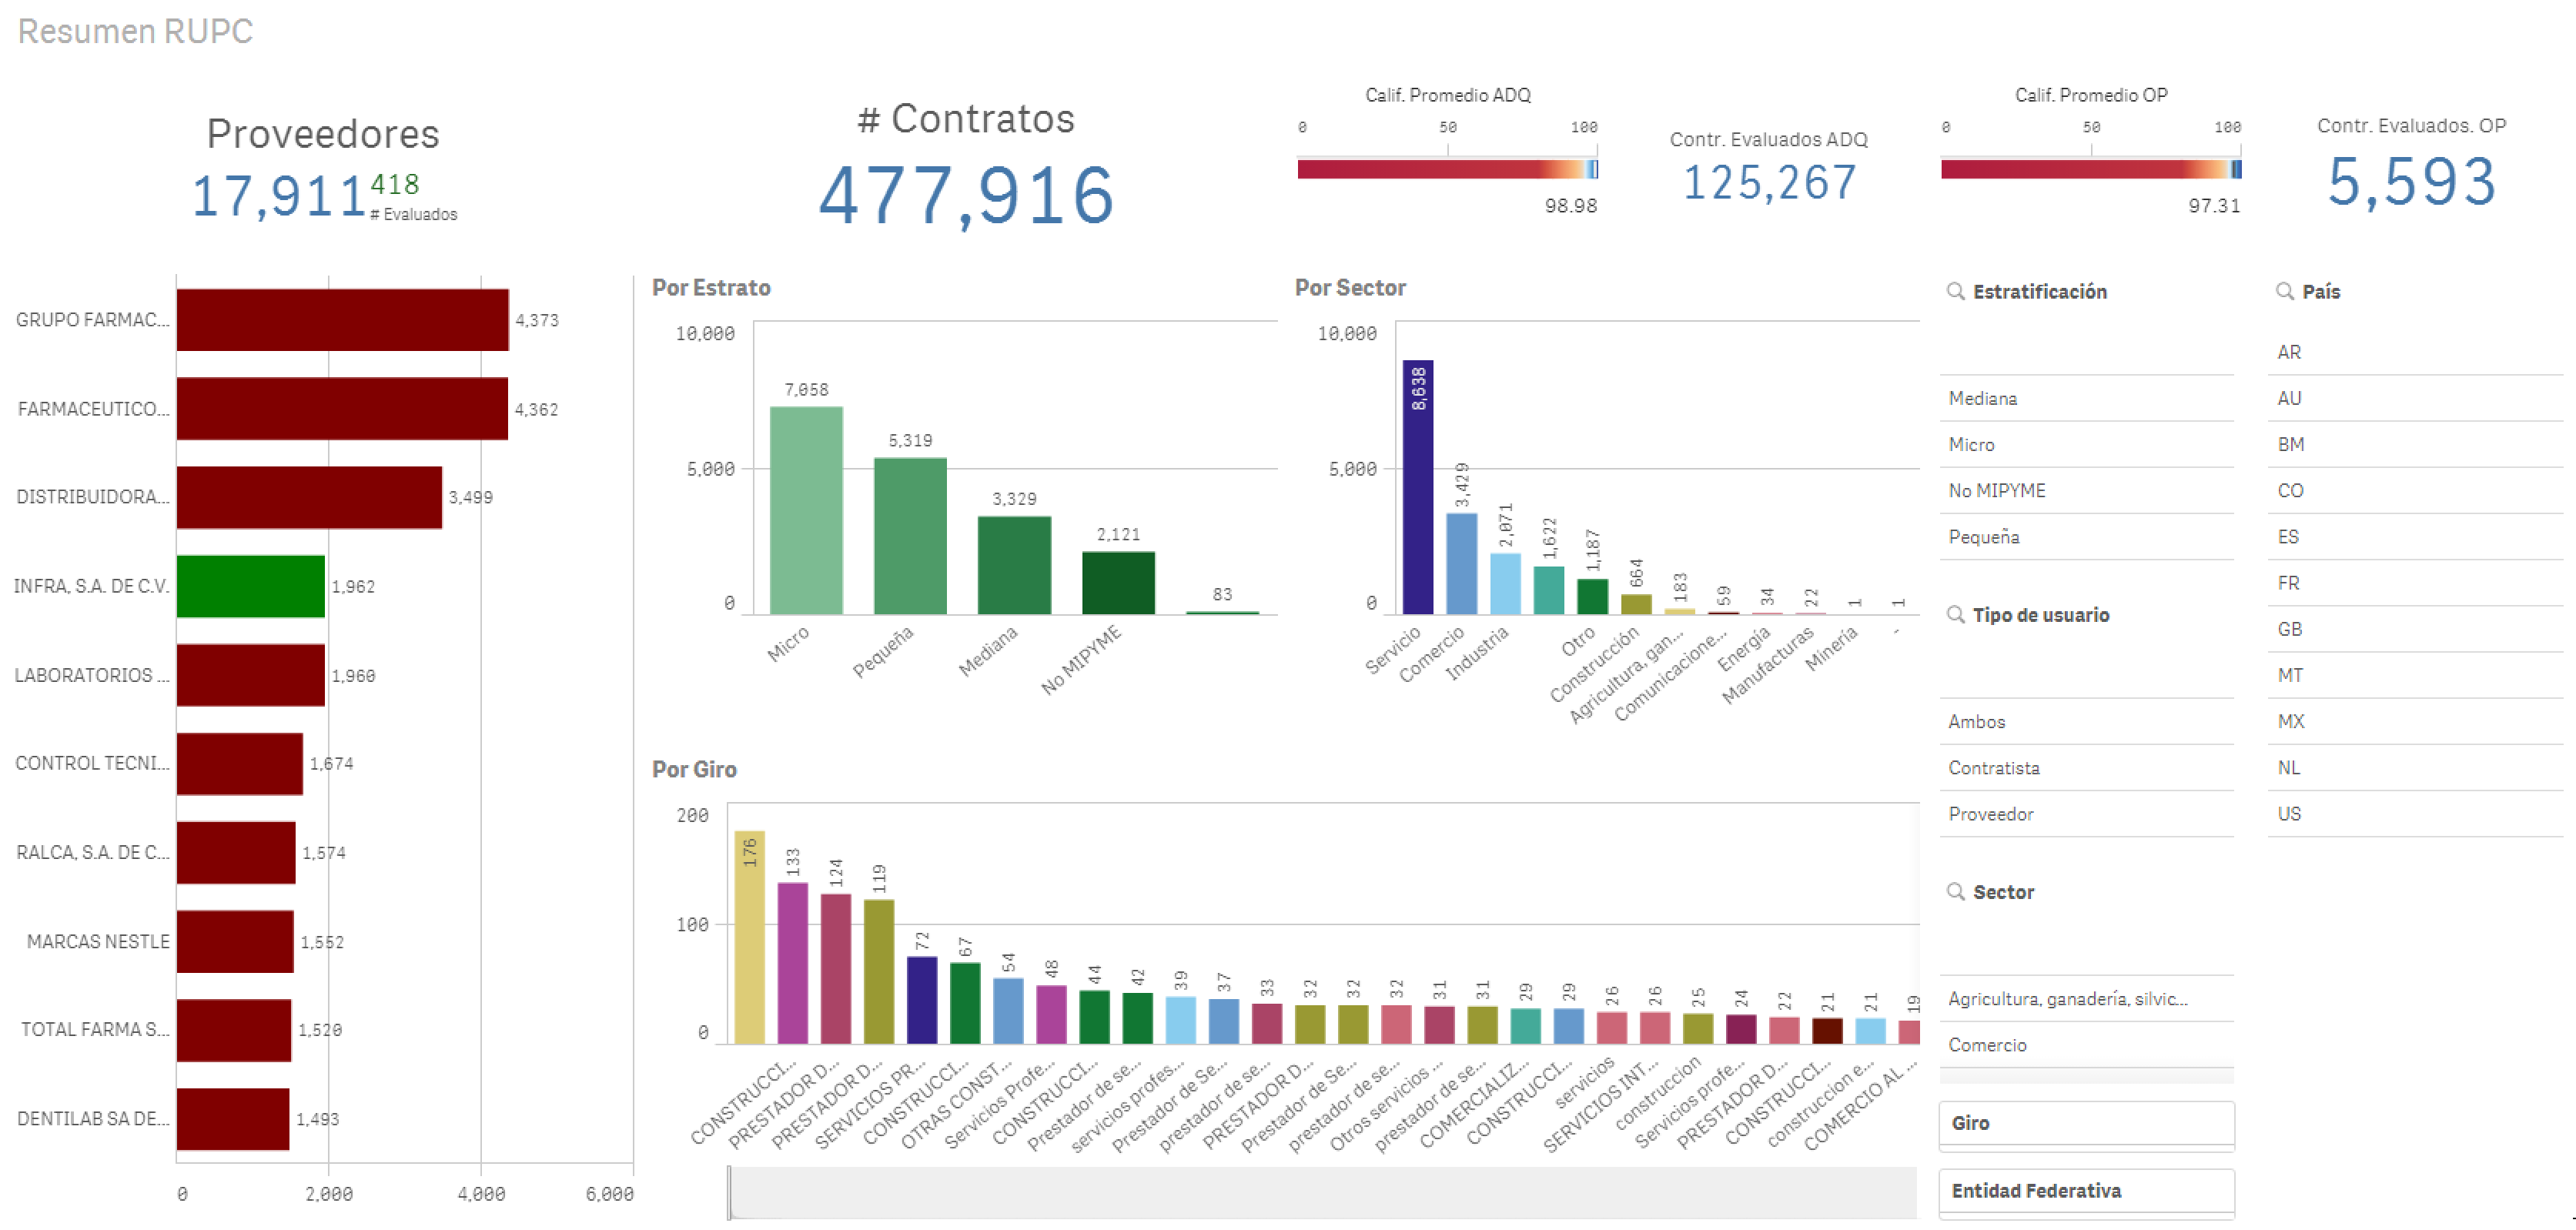 Resumen RUPC
Proveedores
17,911
418
# Evaluados
# Contratos
477,916
Calif. Promedio ADQ
0 50 100
98.98
Contr. Evaluados ADQ
125,267
Calif. Promedio OP
0 50 100
97.31
Contr. Evaluados. OP
5,593
GRUPO FARMAC... 4,373
FARMACEUTICO... 4,362
DISTRIBUIDORA... 3,499
INFRA, S.A. DE C.V. 1,962
LABORATORIOS ... 1,960
CONTROL TECNI... 1,674
RALCA, S.A. DE C... 1,574
MARCAS NESTLE 1,552
TOTAL FARMA S... 1,520
DENTILAB SA DE... 1,493
0 2,000 4,000 6,000
Por Estrato
10,000
5,000
0
7,058
5,319
3,329
2,121
83
Micro
Pequeña
Mediana
No MIPYME
Por Sector
10,000
5,000
0
8,638
3,429
2,071
1,622
1,187
664
183
59
34
22
1
1
Servicio
Comercio
Industria
Otro
Construcción
Agricultura, gan...
Comunicacione...
Energía
Manufacturas
Minería
-
Por Giro
200
100
0
176
133
124
119
72
67
54
48
44
42
39
37
33
32
32
32
31
31
29
29
26
26
25
24
22
21
21
19
CONSTRUCCI...
PRESTADOR D...
PRESTADOR D...
SERVICIOS PR...
CONSTRUCCI...
OTRAS CONST...
Servicios Profe...
CONSTRUCCI...
Prestador de se...
servicios profes...
Prestador de Se...
prestador de se...
PRESTADOR D...
Prestador de Se...
prestador de se...
Otros servicios ...
prestador de se...
COMERCIALIZ...
CONSTRUCCI...
servicios
SERVICIOS INT...
construccion
Servicios profe...
PRESTADOR D...
CONSTRUCCI...
construccion e...
COMERCIO AL ...
Estratificación
Mediana
Micro
No MIPYME
Pequeña
Tipo de usuario
Ambos
Contratista
Proveedor
Sector
Agricultura, ganadería, silvic...
Comercio
Giro
Entidad Federativa
País
AR
AU
BM
CO
ES
FR
GB
MT
MX
NL
US